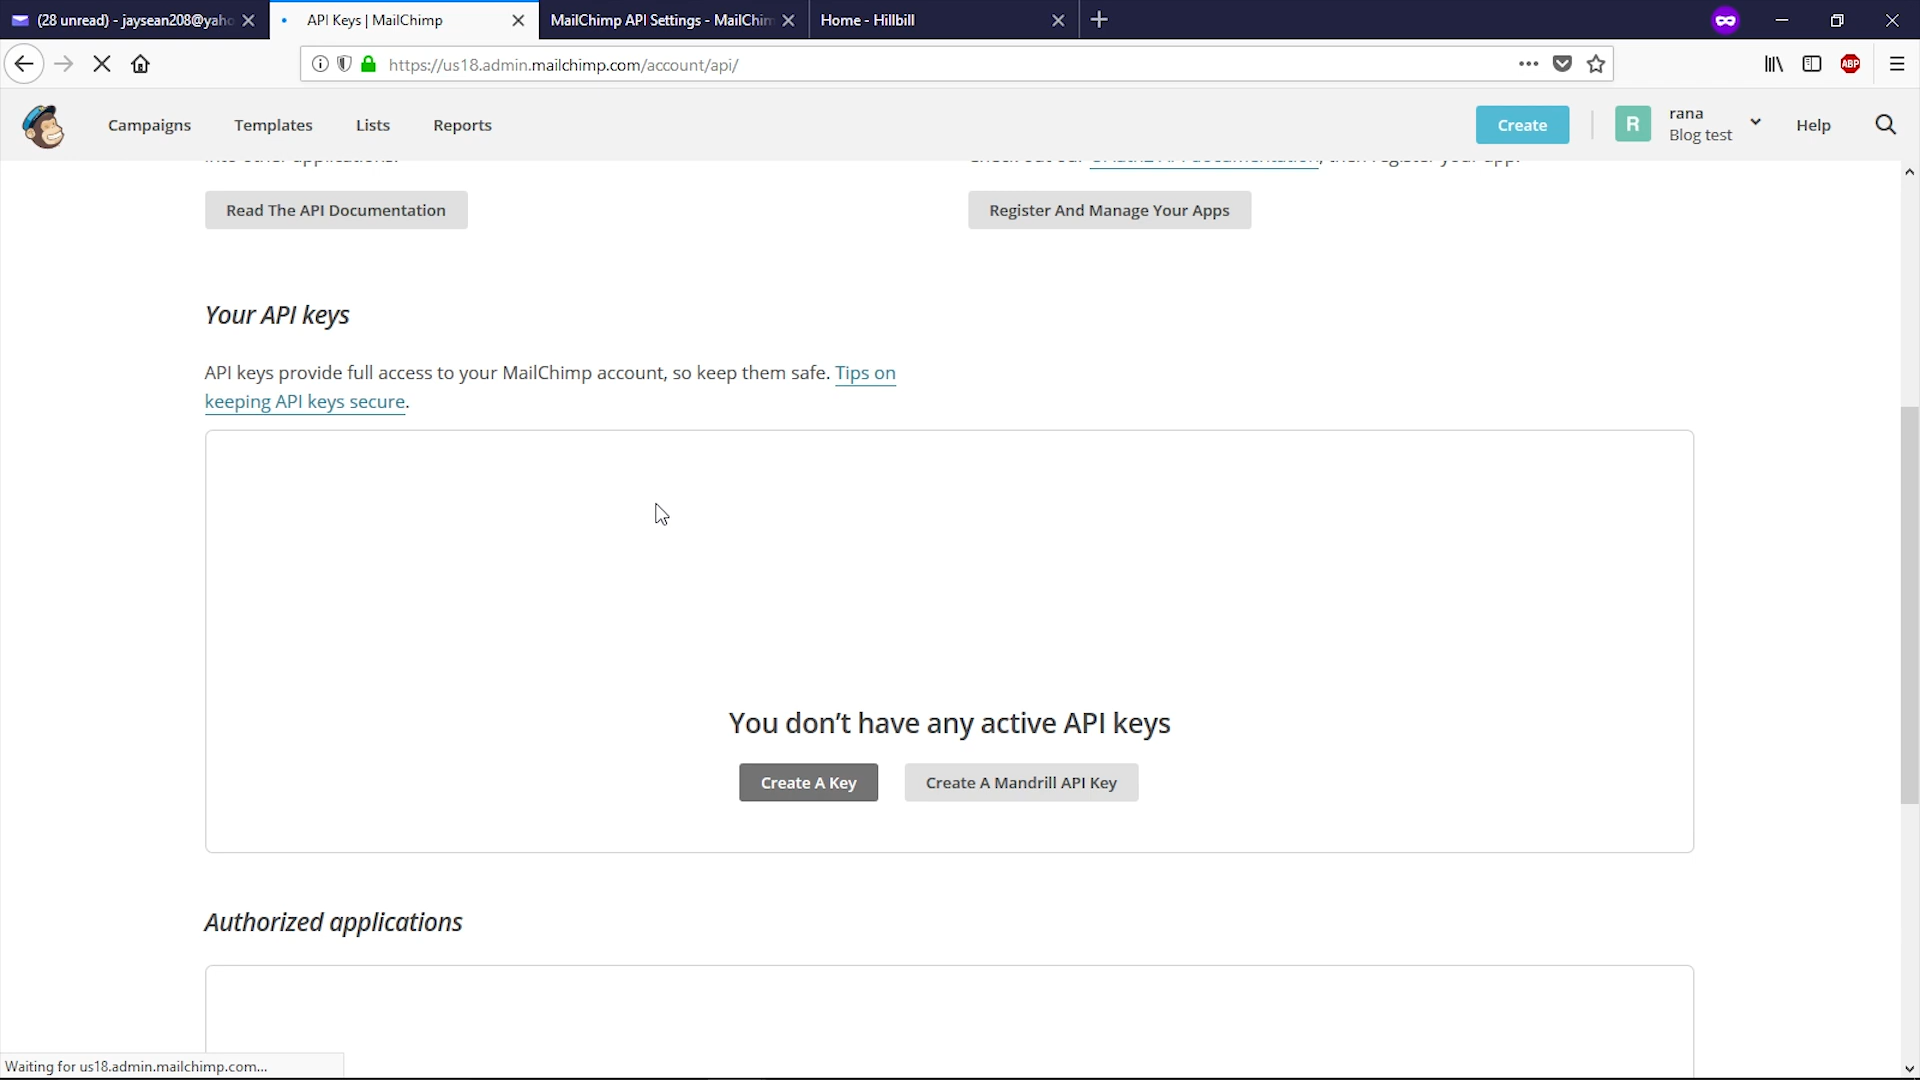 (28 unread) - jaysean208@yaho
API Keys | MailChimp
MailChimp API Settings - MailChim
Home - Hillbill
https://us18.admin.mailchimp.com/account/api/
ABP
Campaigns
Templates
Lists
Reports
Create
R
rana
Blog test
Help
Read The API Documentation
Register And Manage Your Apps
Your API keys
API keys provide full access to your MailChimp account, so keep them safe. Tips on
keeping API keys secure.
You don't have any active API keys
Create A Key
Create A Mandrill API Key
Authorized applications
Waiting for us18.admin.mailchimp.com...